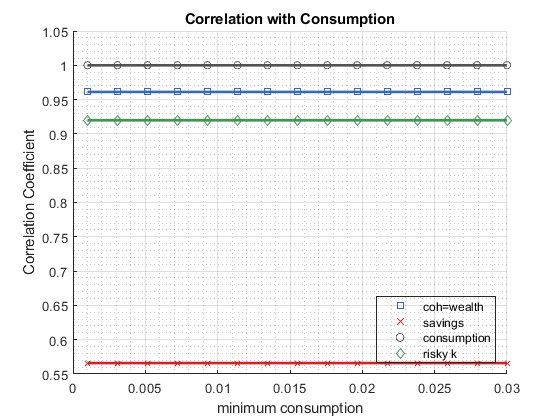 Correlation with Consumption
1.05
1
0.95
0.9
0.85
0.8
0.75
0.7
0.65
0.6
0.55
Correlation Coefficient
coh=wealth
savings
consumption
risky k
0
0.005
0.01
0.015
0.02
0.025
0.03
minimum consumption